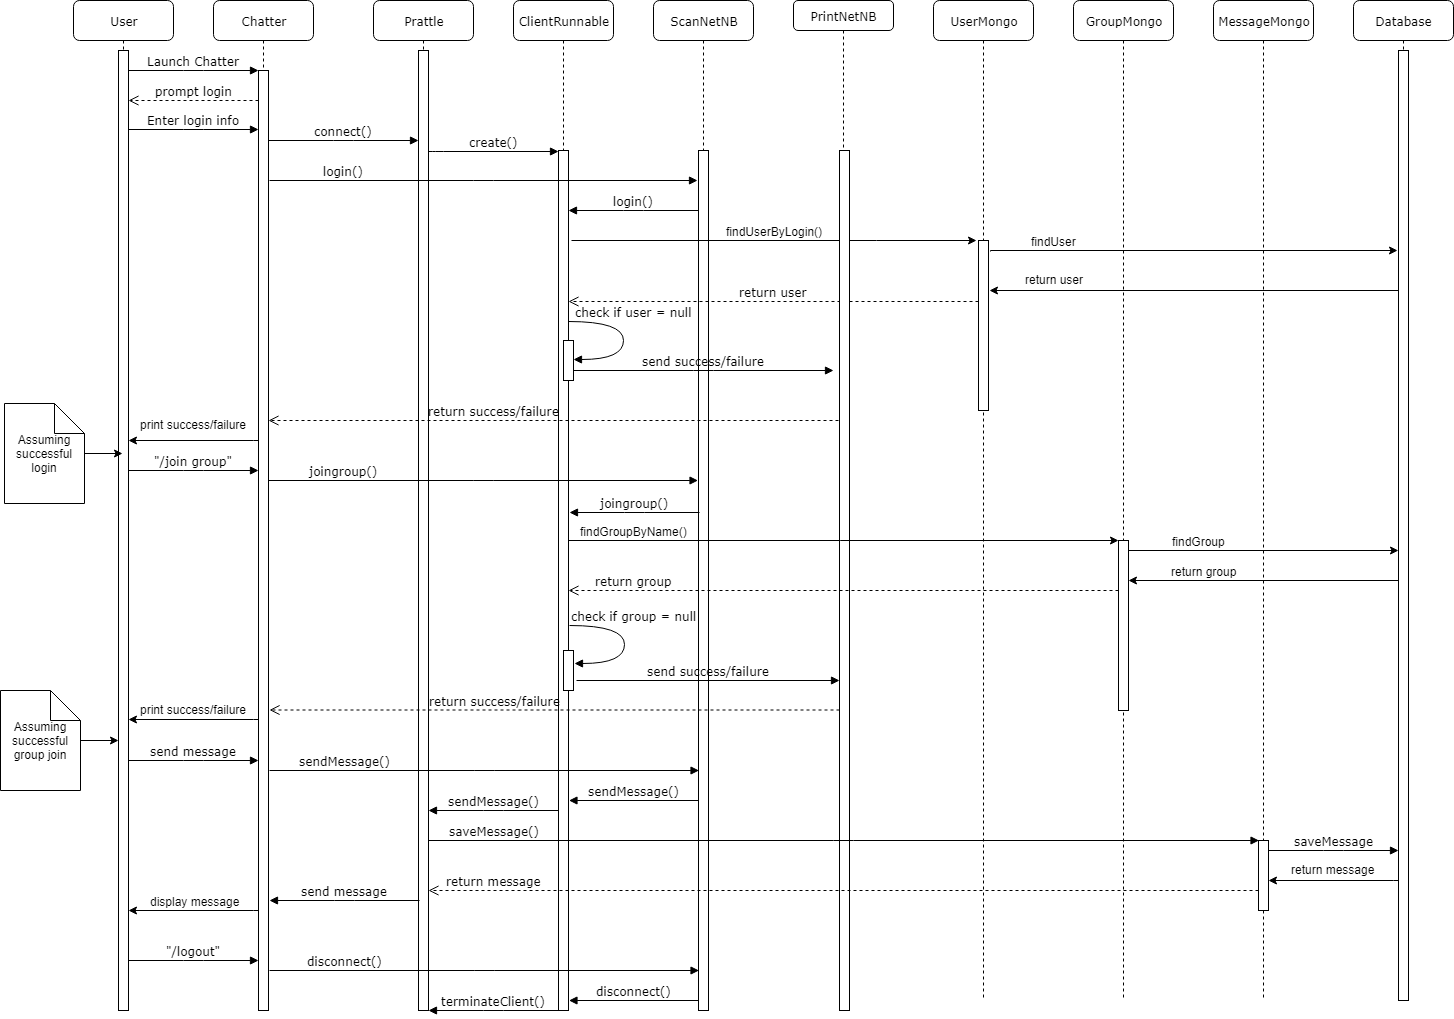 User
Chatter
Prattle
ClientRunnable
ScanNetNB
PrintNetNB
UserMongo
GroupMongo
MessageMongo
Database
Launch Chatter
prompt login
Enter login info
connect()
create()
login()
login()
findUserByLogin()
findUser
return user
return user
check if user = null
send success/failure
return success/failure
print success/failure
Assuming
successful
login
"/join group"
joingroup()
joingroup()
findGroupByName()
findGroup
return group
return group
check if group = null
send success/failure
return success/failure
print success/failure
Assuming
successful
group join
send message
sendMessage()
sendMessage()
sendMessage()
saveMessage()
saveMessage
return message
return message
send message
display message
"/logout"
disconnect()
disconnect()
terminateClient()